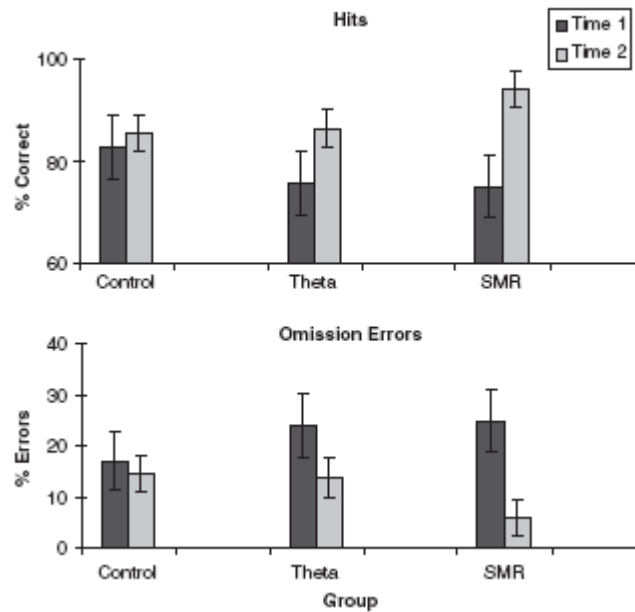 Hits
Time 1
Time 2
% Correct
100
80
60
Control Theta SMR
Omission Errors
% Errors
40
30
20
10
0
Control Theta SMR
Group